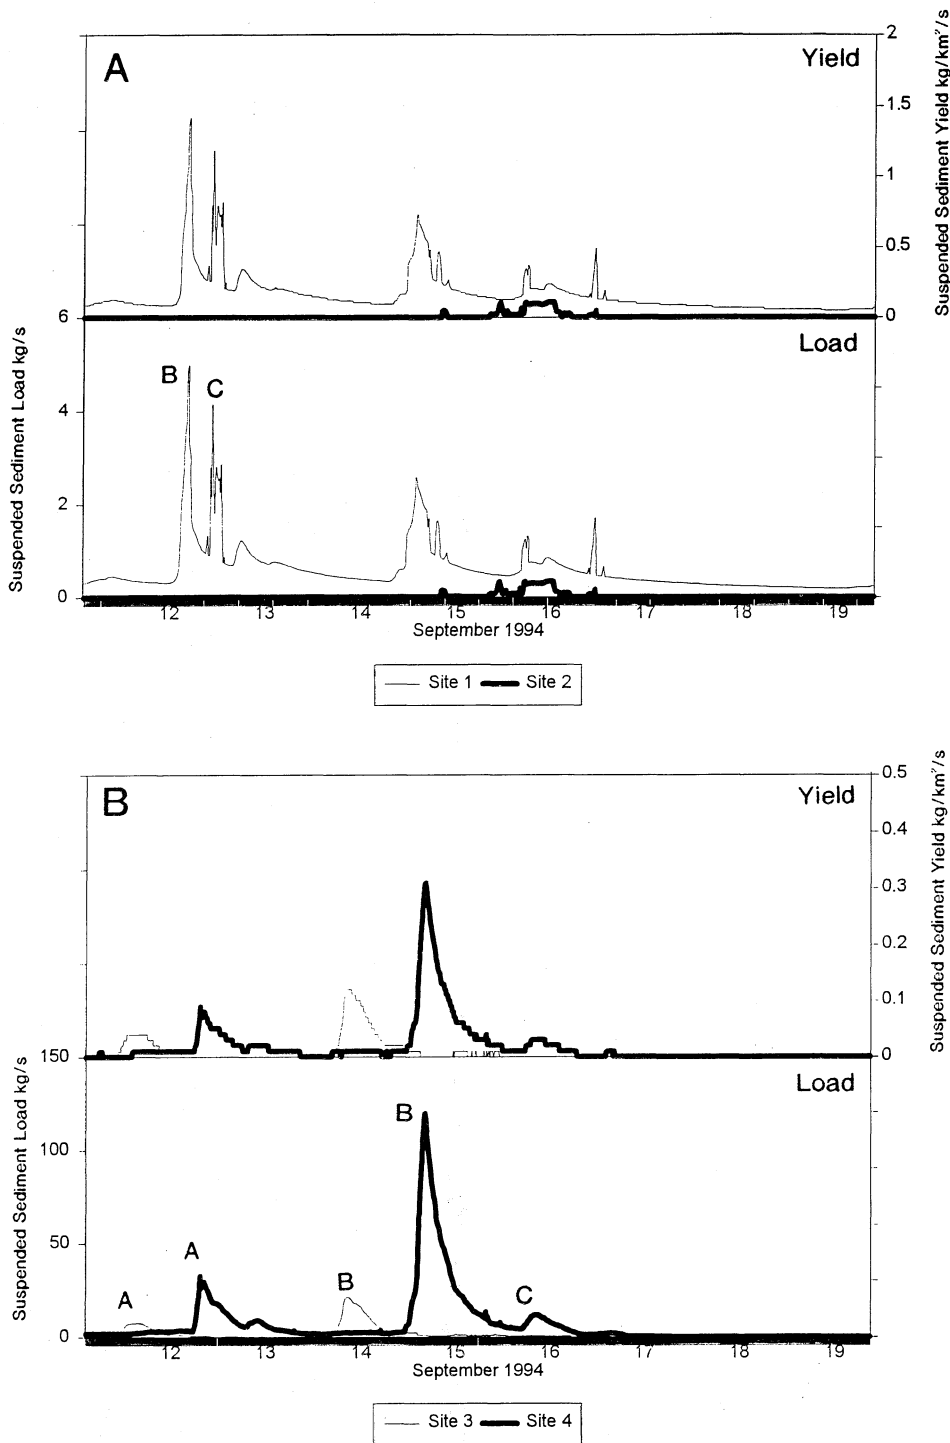 A
Yield
2
1.5
1
0.5
0
Suspended Sediment Yield kg/km²/s
Load
B
C
6
4
2
0
Suspended Sediment Load kg/s
12 13 14 15 16 17 18 19
September 1994
Site 1 Site 2
B
Yield
0.5
0.4
0.3
0.2
0.1
0
Suspended Sediment Yield kg/km²/s
Load
150
100
50
0
Suspended Sediment Load kg/s
A
A
B
B
C
12 13 14 15 16 17 18 19
September 1994
Site 3 Site 4